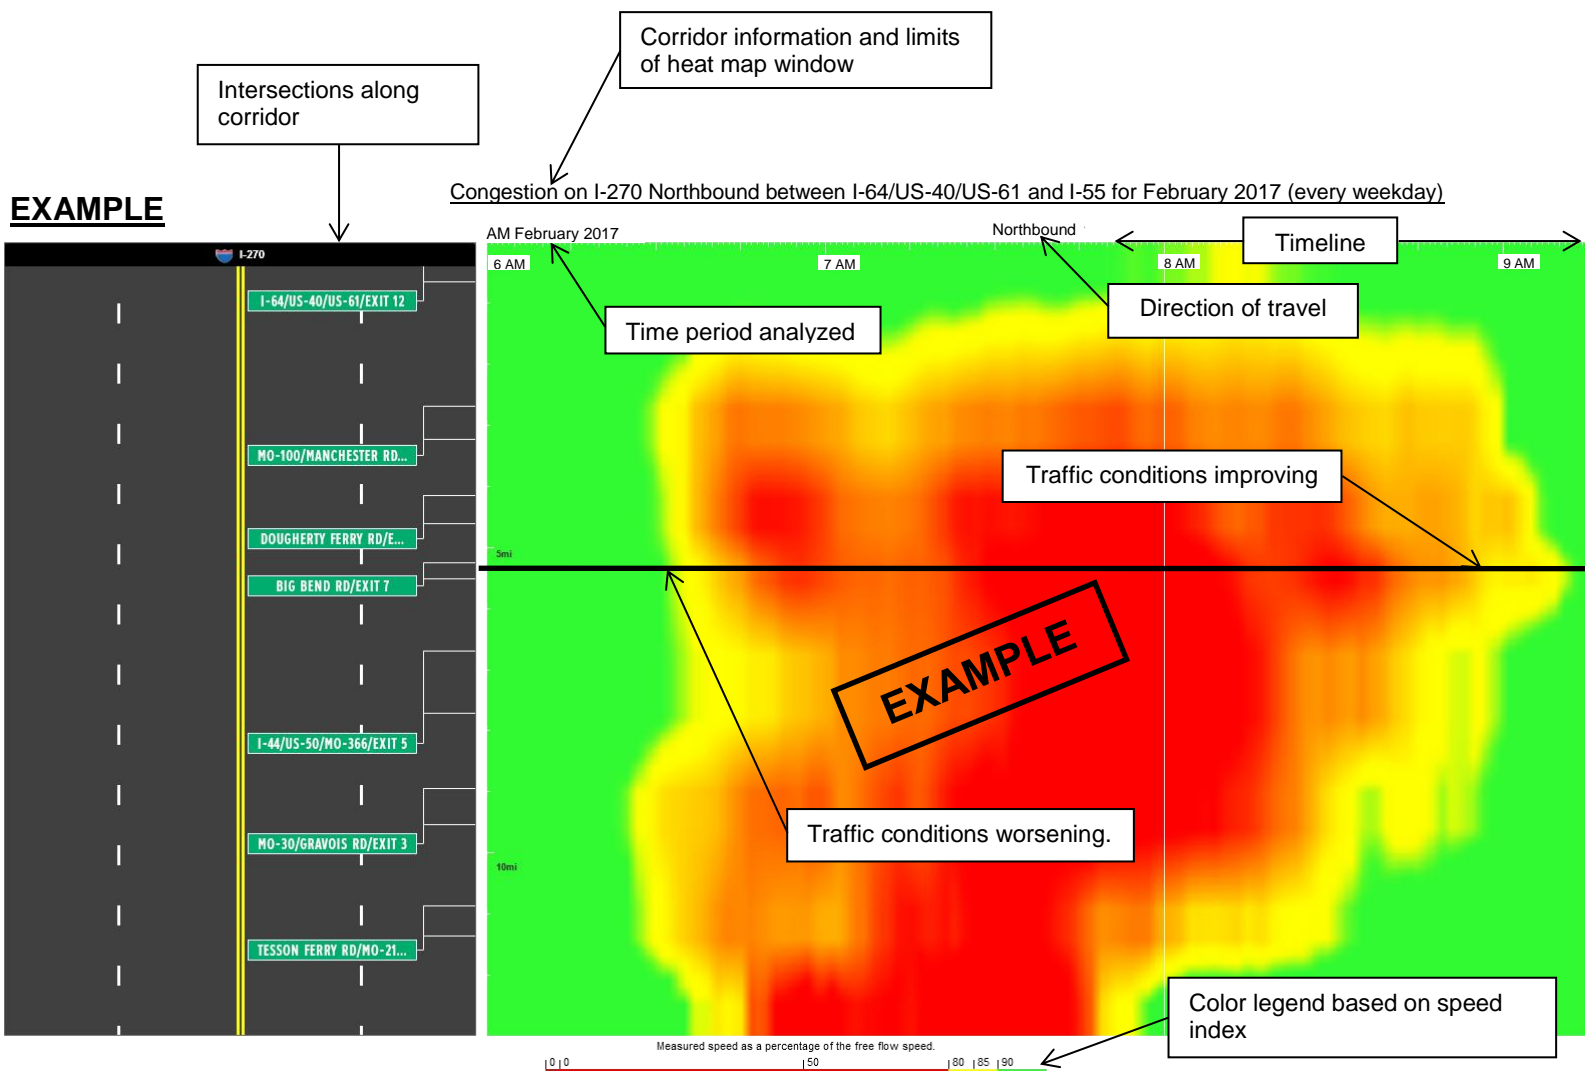 Corridor information and limits
of heat map window
Intersections along
corridor
EXAMPLE
Congestion on I-270 Northbound between I-64/US-40/US-61 and I-55 for February 2017 (every weekday)
AM February 2017
Northbound
Timeline
I-270
6 AM
7 AM
8 AM
9 AM
I-64/US-40/US-61/EXIT 12
Time period analyzed
Direction of travel
MO-100/MANCHESTER RD...
Traffic conditions improving
DOUGHERTY FERRY RD/E...
5mi
BIG BEND RD/EXIT 7
EXAMPLE
I-44/US-50/MO-366/EXIT 5
Traffic conditions worsening.
MO-30/GRAVOIS RD/EXIT 3
10mi
TESSON FERRY RD/MO-21...
Color legend based on speed
index
Measured speed as a percentage of the free flow speed.
0 0 50 80 85 90